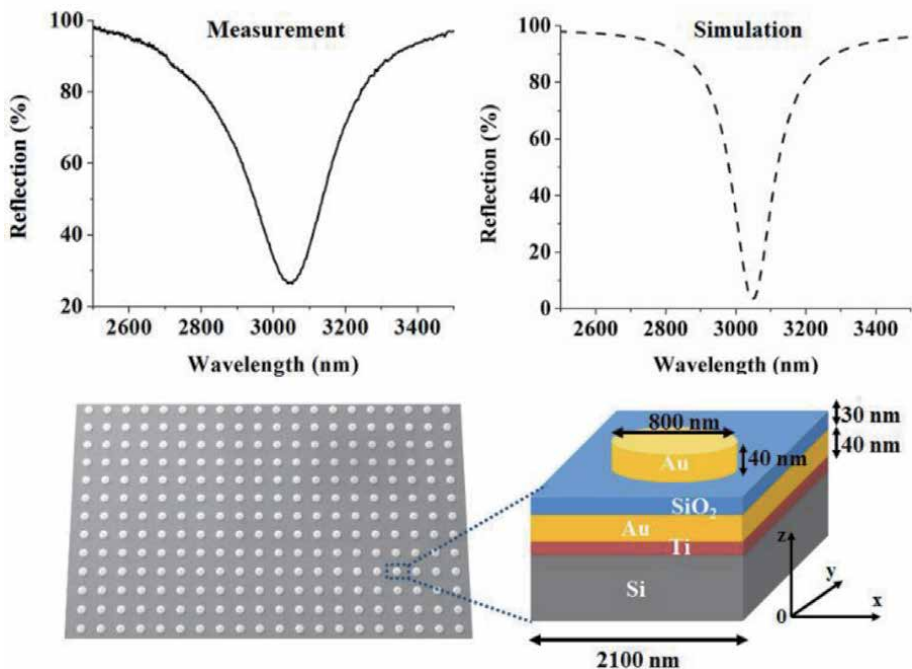 Measurement
100
80
60
40
20
Reflection (%)
2600 2800 3000 3200 3400
Wavelength (nm)
Simulation
100
80
60
40
20
0
Reflection (%)
2600 2800 3000 3200 3400
Wavelength (nm)
800 nm
30 nm
40 nm
Au
40 nm
SiO₂
Au
Ti
Si
z
y
x
0
2100 nm